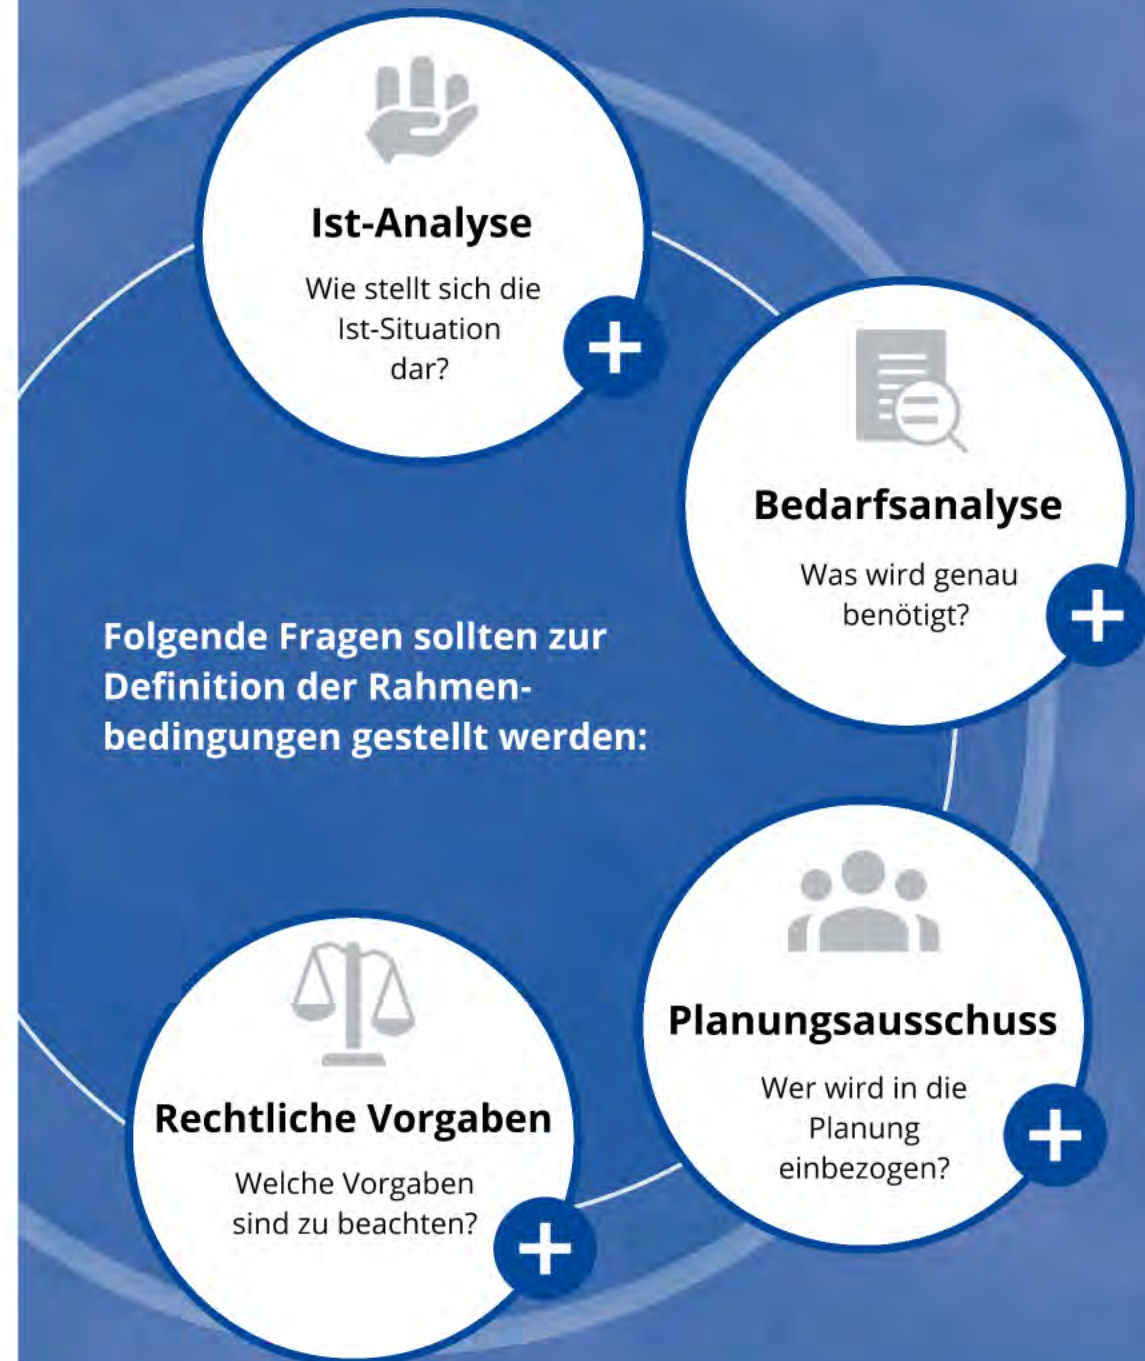 Ist-Analyse
Wie stellt sich die
Ist-Situation
dar?
Bedarfsanalyse
Was wird genau
benötigt?
Folgende Fragen sollten zur
Definition der Rahmen-
bedingungen gestellt werden:
Planungsausschuss
Wer wird in die
Planung
einbezogen?
Rechtliche Vorgaben
Welche Vorgaben
sind zu beachten?